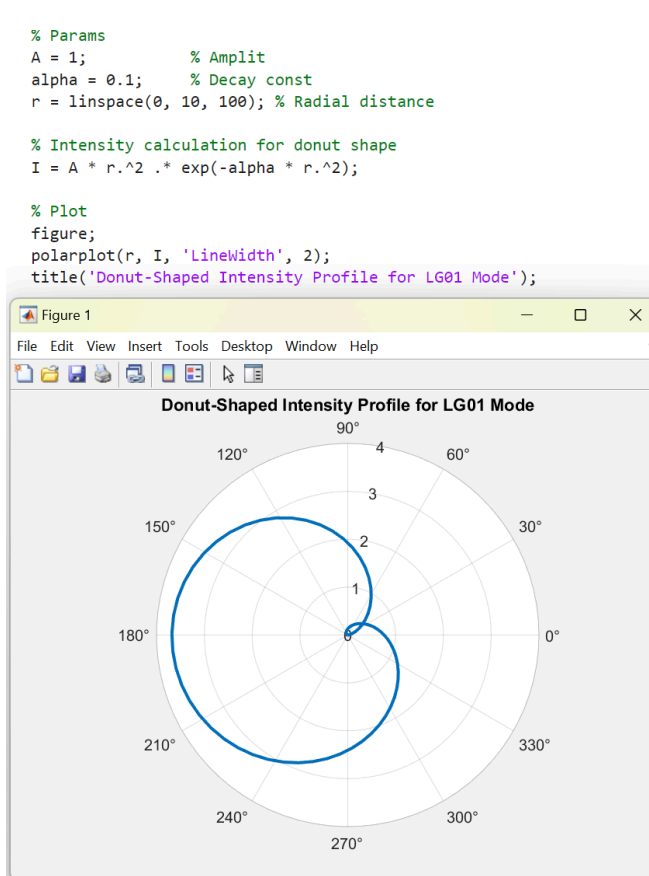 % Params
A = 1;           % Amplit
alpha = 0.1;     % Decay const
r = linspace(0, 10, 100); % Radial distance
% Intensity calculation for donut shape
I = A * r.^2 .* exp(-alpha * r.^2);
% Plot
figure;
polarplot(r, I, 'LineWidth', 2);
title('Donut-Shaped Intensity Profile for LG01 Mode');
Figure 1
File Edit View Insert Tools Desktop Window Help
Donut-Shaped Intensity Profile for LG01 Mode
90°
120° 4 60°
3
150° 30°
2
1
180° 0 0°
210° 330°
240° 300°
270°